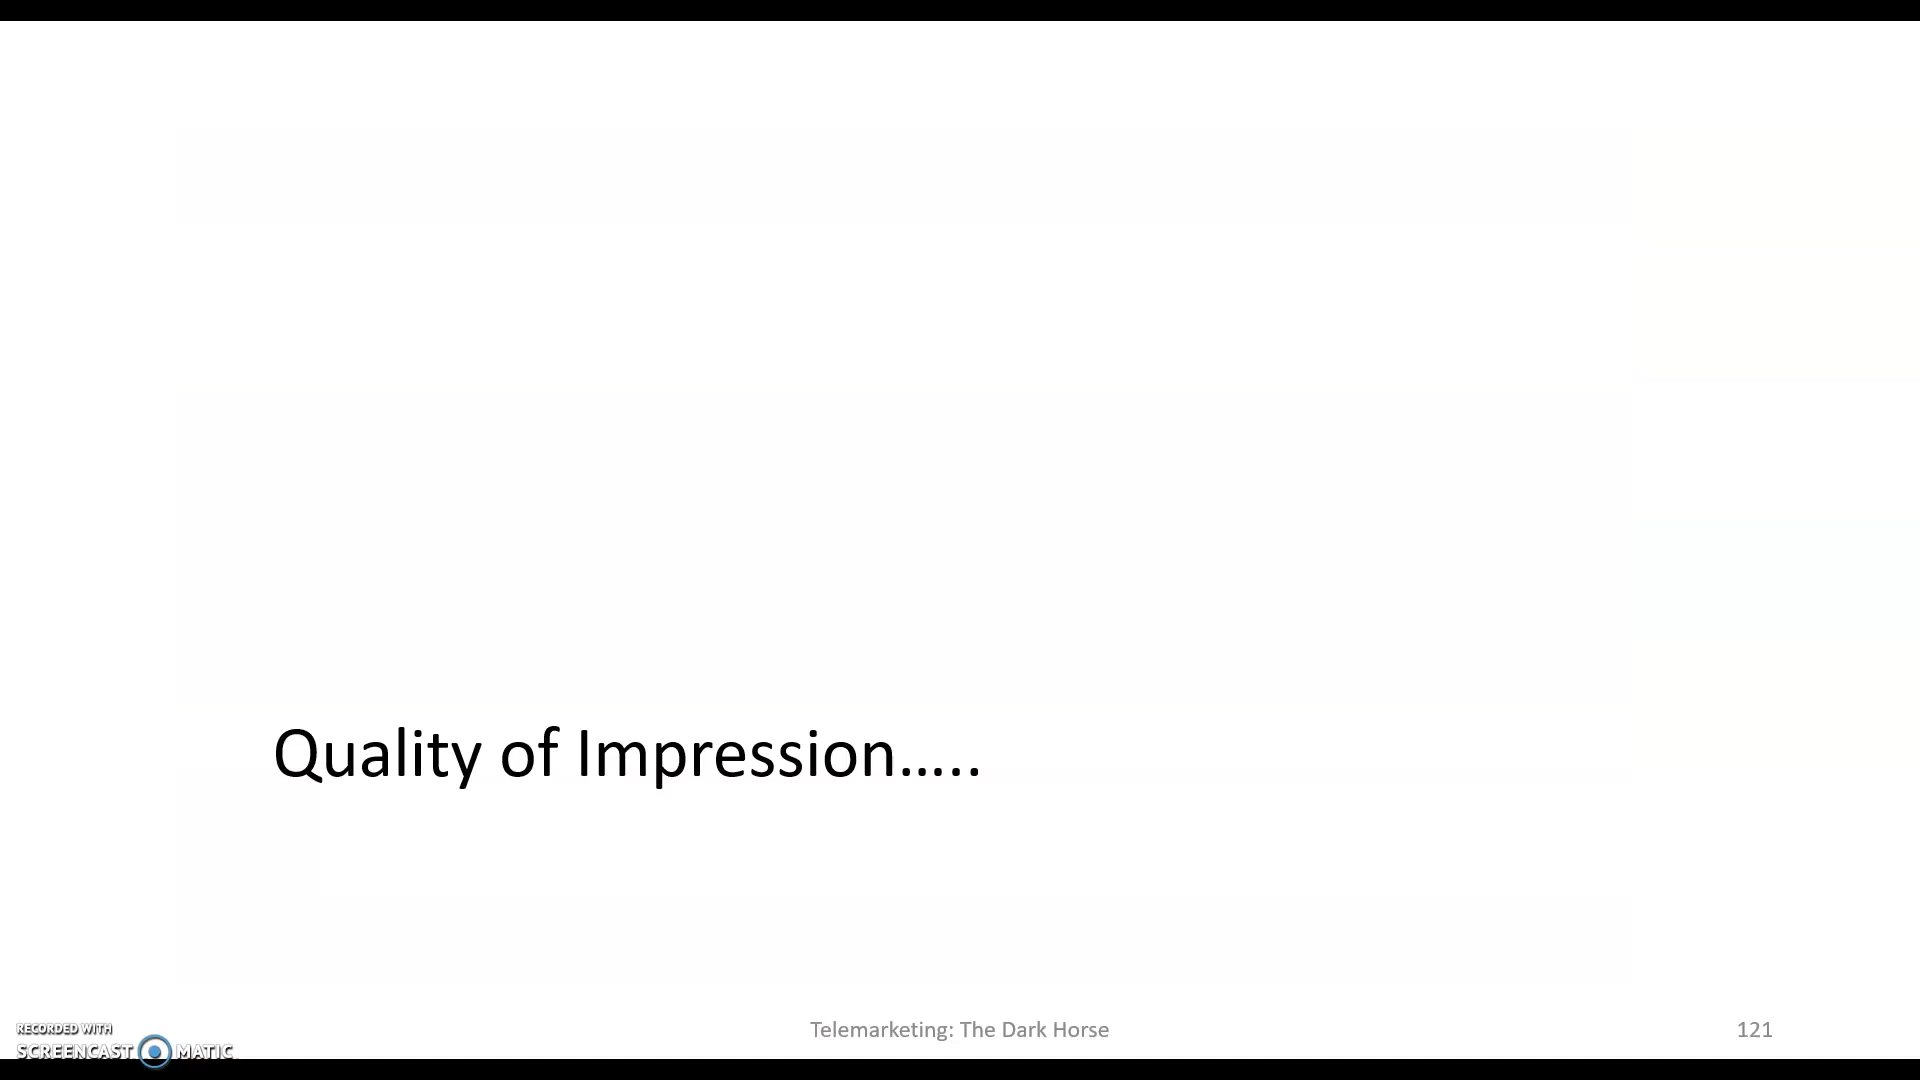 Quality of Impression.....
Telemarketing: The Dark Horse
121
RECORDED WITH
SCREENCAST MATIC